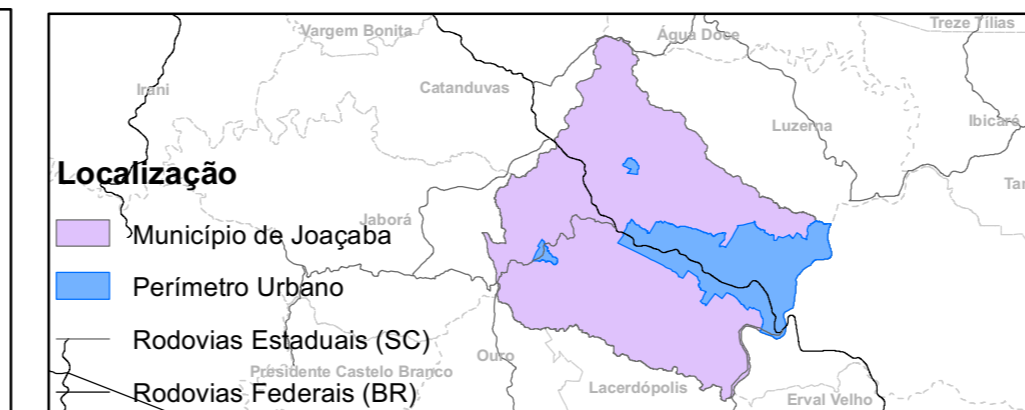 Treze Tílias
Vargem Bonita
Água Doce
Irani
Catanduvas
Luzerna
Ibicaré
Localização
Jaborá
Município de Joaçaba
Perímetro Urbano
Rodovias Estaduais (SC)
Ouro
Presidente Castelo Branco
Lacerdópolis
Rodovias Federais (BR)
Erval Velho